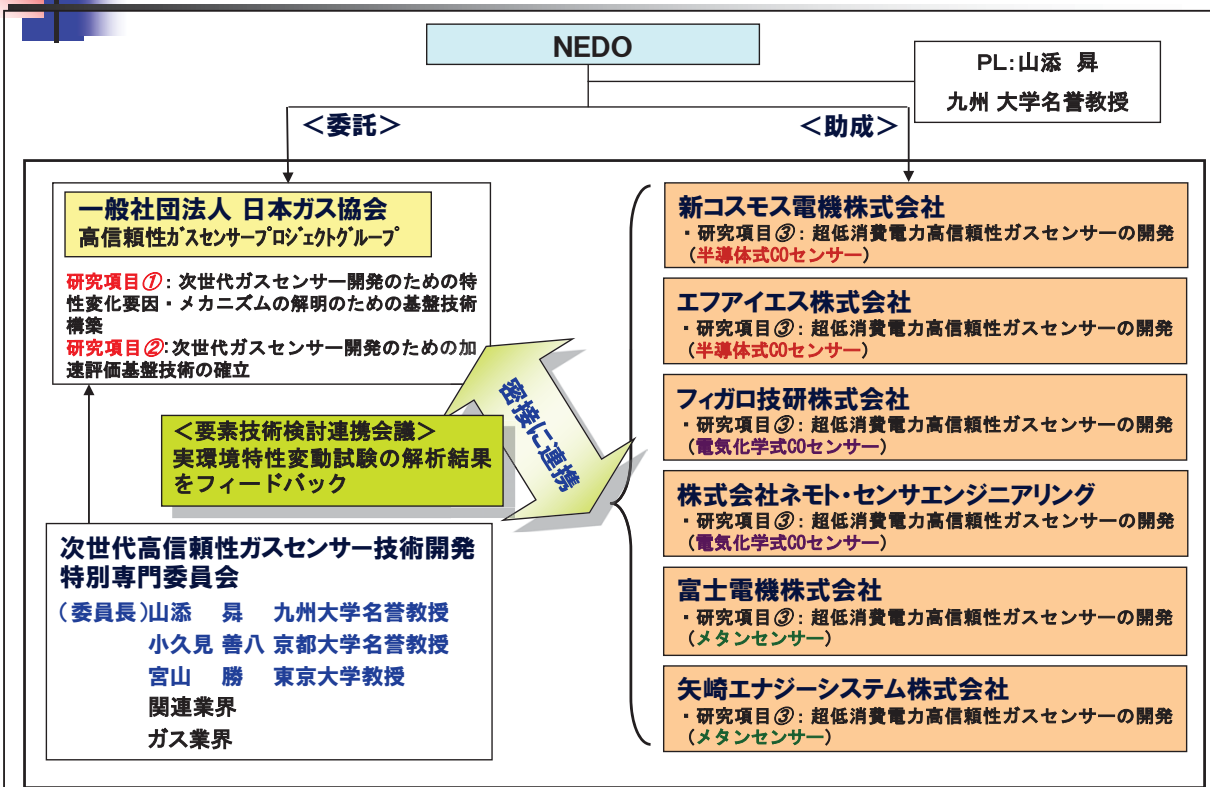 NEDO
PL:山添 昇
九州 大学名誉教授
<委託>
<助成>
一般社団法人 日本ガス協会
高信頼性ガスセンサープロジェクトグループ
研究項目①:次世代ガスセンサー開発のための特
性変化要因・メカニズムの解明のための基盤技術
構築
研究項目②:次世代ガスセンサー開発のための加
速評価基盤技術の確立
<要素技術検討連携会議>
実環境特性変動試験の解析結果
をフィードバック
密接に連携
次世代高信頼性ガスセンサー技術開発
特別専門委員会
(委員長)山添 昇 九州大学名誉教授
小久見 善八 京都大学名誉教授
宮山 勝 東京大学教授
関連業界
ガス業界
新コスモス電機株式会社
・研究項目③:超低消費電力高信頼性ガスセンサーの開発
(半導体式COセンサー)
エフアイエス株式会社
・研究項目③:超低消費電力高信頼性ガスセンサーの開発
(半導体式COセンサー)
フィガロ技研株式会社
・研究項目③:超低消費電力高信頼性ガスセンサーの開発
(電気化学式COセンサー)
株式会社ネモト・センサエンジニアリング
・研究項目③:超低消費電力高信頼性ガスセンサーの開発
(電気化学式COセンサー)
富士電機株式会社
・研究項目③:超低消費電力高信頼性ガスセンサーの開発
(メタンセンサー)
矢崎エナジーシステム株式会社
・研究項目③:超低消費電力高信頼性ガスセンサーの開発
(メタンセンサー)